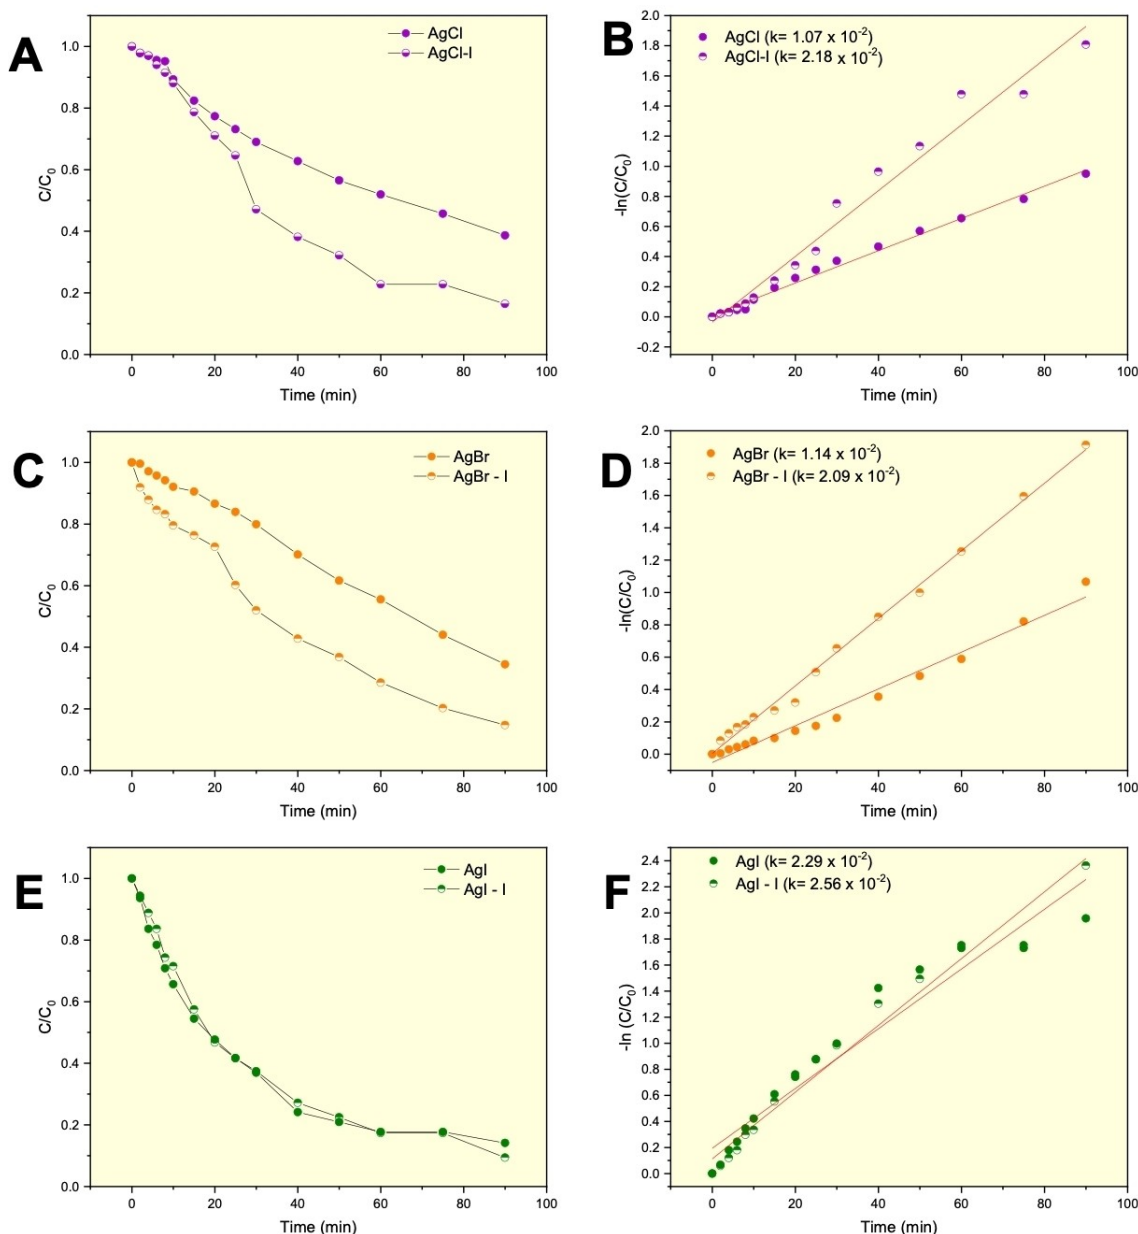 A
AgCl
AgCl-I
1.0
0.8
0.6
0.4
0.2
0.0
C/C0
0 20 40 60 80 100
Time (min)
B
AgCl (k= 1.07 x 10-2)
AgCl-I (k= 2.18 x 10-2)
2.0
1.8
1.6
1.4
1.2
1.0
0.8
0.6
0.4
0.2
0.0
-0.2
-ln(C/C0)
0 20 40 60 80 100
Time (min)
C
AgBr
AgBr - I
1.0
0.8
0.6
0.4
0.2
0.0
C/C0
0 20 40 60 80 100
Time (min)
D
AgBr (k= 1.14 x 10-2)
AgBr - I (k= 2.09 x 10-2)
2.0
1.8
1.6
1.4
1.2
1.0
0.8
0.6
0.4
0.2
0.0
-ln(C/C0)
0 20 40 60 80 100
Time (min)
E
AgI
AgI - I
1.0
0.8
0.6
0.4
0.2
0.0
C/C0
0 20 40 60 80 100
Time (min)
F
AgI (k= 2.29 x 10-2)
AgI - I (k= 2.56 x 10-2)
2.4
2.2
2.0
1.8
1.6
1.4
1.2
1.0
0.8
0.6
0.4
0.2
0.0
-ln (C/C0)
0 20 40 60 80 100
Time (min)